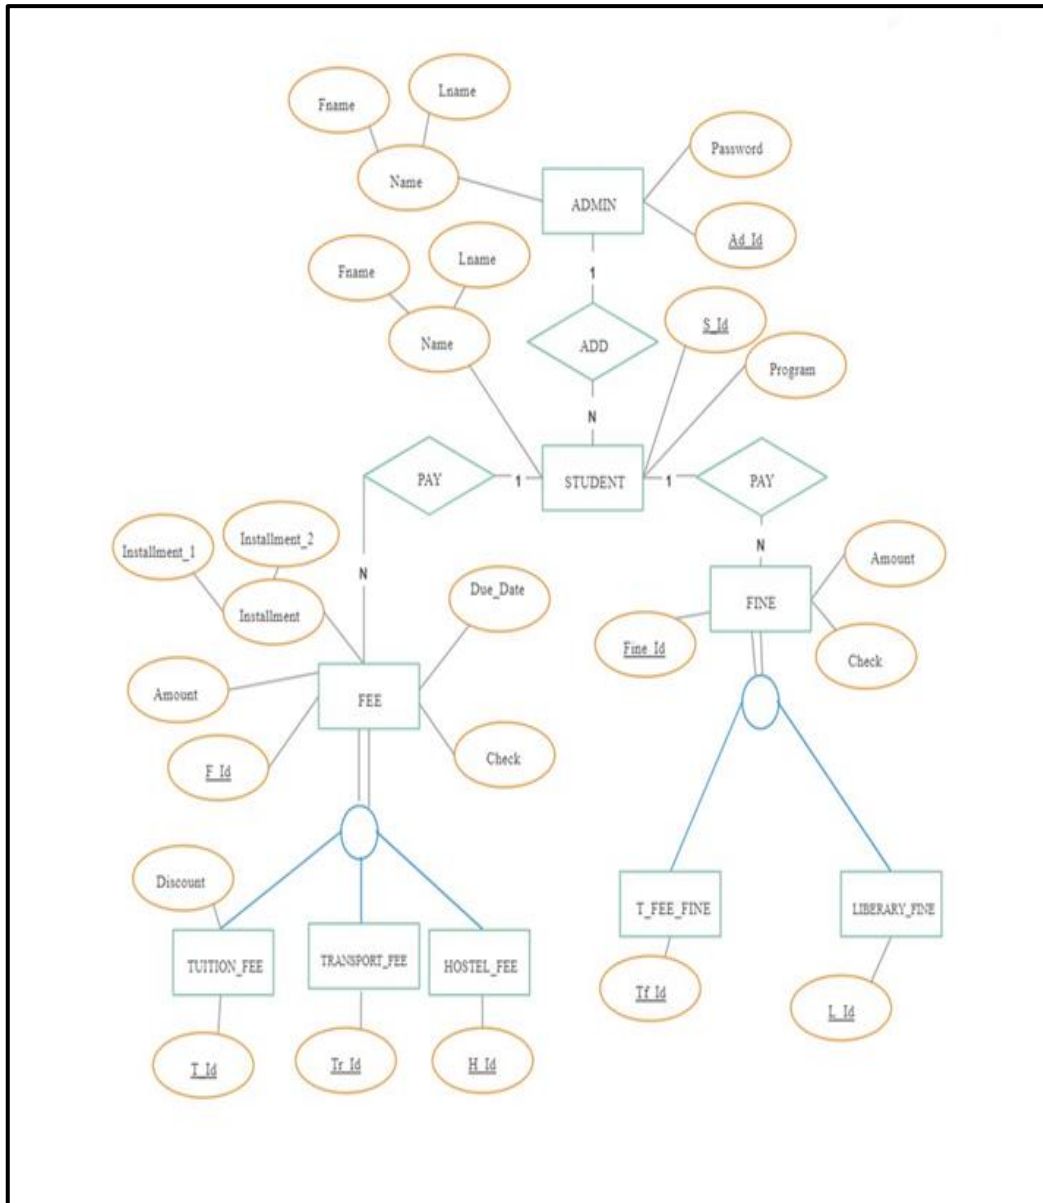 Fname
Lname
Name
ADMIN
Password
Ad_Id
1
Fname
Lname
Name
ADD
S_Id
Program
N
PAY
1
STUDENT
1
PAY
Installment_1
Installment_2
Installment
N
Due_Date
N
Amount
FINE
Fine_Id
Check
Amount
FEE
F_Id
Check
Discount
TUITION_FEE
TRANSPORT_FEE
HOSTEL_FEE
T_FEE_FINE
LIBERARY_FINE
T_Id
Tr_Id
H_Id
Tf_Id
L_Id